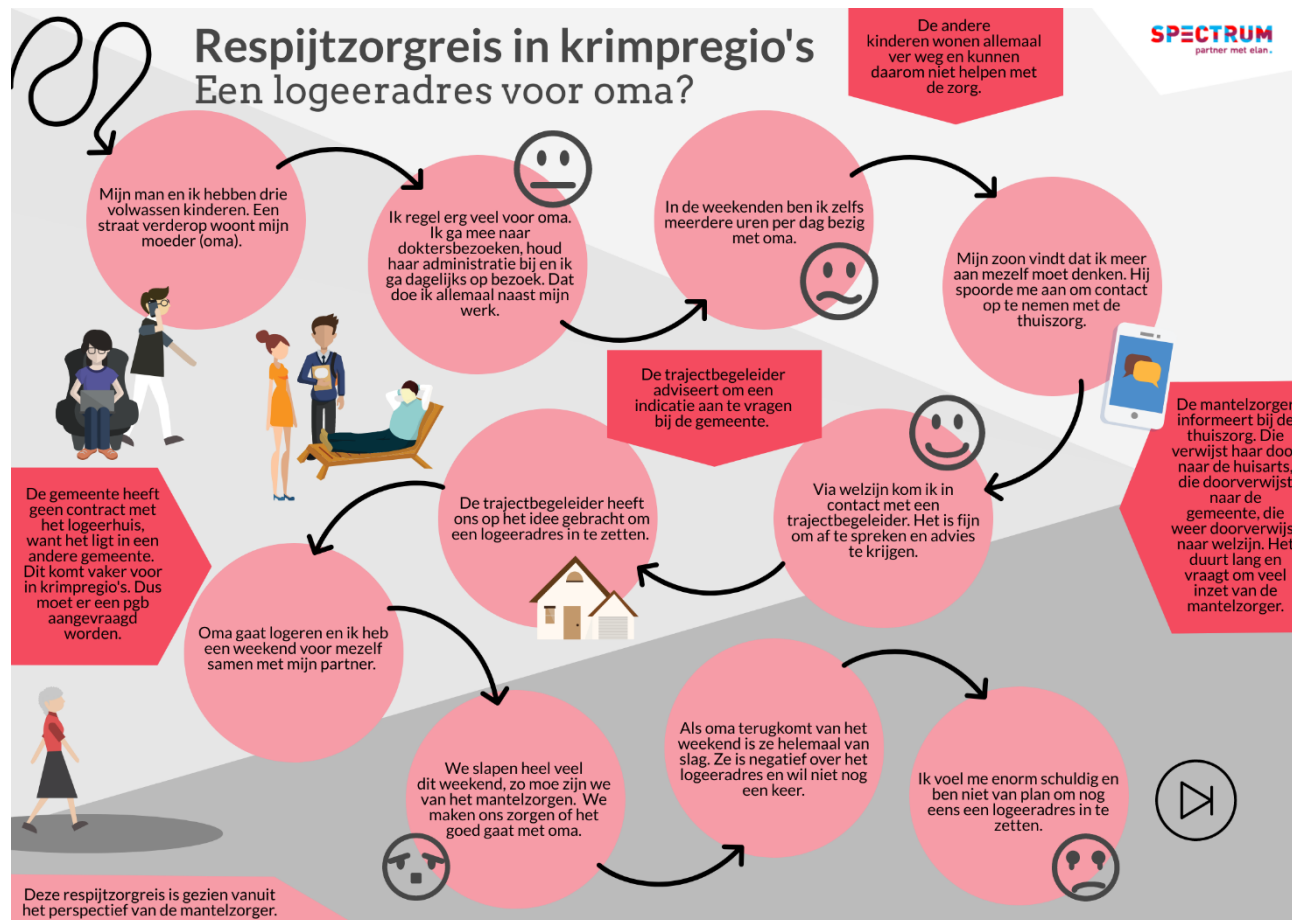 Respijtzorgreis in krimpregio's
Een logeeradres voor oma?
De andere
kinderen wonen allemaal
ver weg en kunnen
daarom niet helpen met
de zorg.
SPECTRUM
partner met elan.
Mijn man en ik hebben drie
volwassen kinderen. Een
straat verderop woont mijn
moeder (oma).
Ik regel erg veel voor oma.
Ik ga mee naar
doktersbezoeken, houd
haar administratie bij en ik
ga dagelijks op bezoek. Dat
doe ik allemaal naast mijn
werk.
In de weekenden ben ik zelfs
meerdere uren per dag bezig
met oma.
Mijn zoon vindt dat ik meer
aan mezelf moet denken. Hij
spoorde me aan om contact
op te nemen met de
thuiszorg.
De mantelzorger
informeert bij de
thuiszorg. Die
verwijst haar doo
naar de huisarts,
die doorverwijst
naar de
gemeente, die
weer doorverwijs
naar welzijn. Het
duurt lang en
vraagt om veel
inzet van de
mantelzorger.
Via welzijn kom ik in
contact met een
trajectbegeleider. Het is fijn
om af te spreken en advies
te krijgen.
De trajectbegeleider
adviseert om een
indicatie aan te vragen
bij de gemeente.
De trajectbegeleider heeft
ons op het idee gebracht om
een logeeradres in te zetten.
De gemeente heeft
geen contract met
het logeerhuis,
want het ligt in een
andere gemeente.
Dit komt vaker voor
in krimpregio's. Dus
moet er een pgb
aangevraagd
worden.
Oma gaat logeren en ik heb
een weekend voor mezelf
samen met mijn partner.
We slapen heel veel
dit weekend, zo moe zijn we
van het mantelzorgen. We
maken ons zorgen of het
goed gaat met oma.
Als oma terugkomt van het
weekend is ze helemaal van
slag. Ze is negatief over het
logeeradres en wil niet nog
een keer.
Ik voel me enorm schuldig en
ben niet van plan om nog
eens een logeeradres in te
zetten.
Deze respijtzorgreis is gezien vanuit
het perspectief van de mantelzorger.